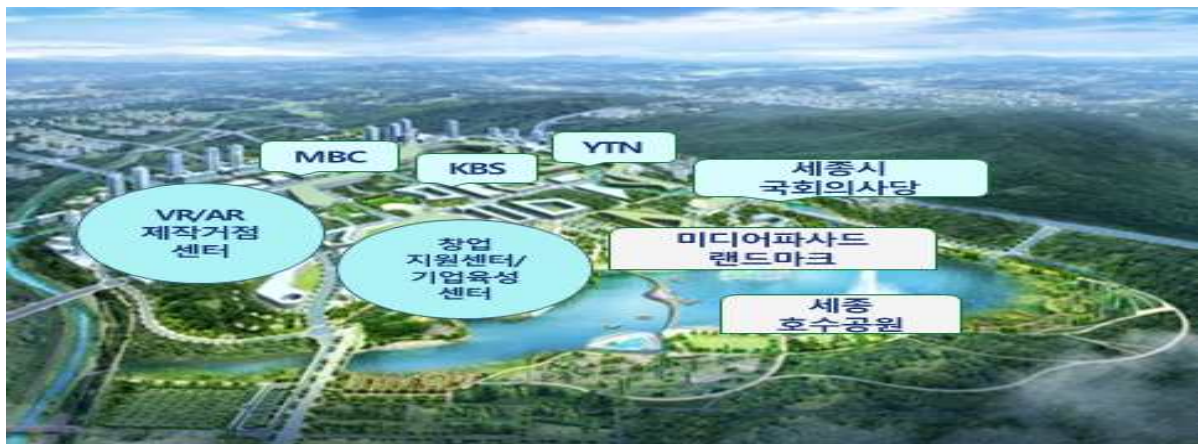 MBC
KBS
YTN
세종시
국회의사당
VR/AR
제작거점
센터
창업
지원센터/
기업육성
센터
미디어파사드
랜드마크
세종
호수공원